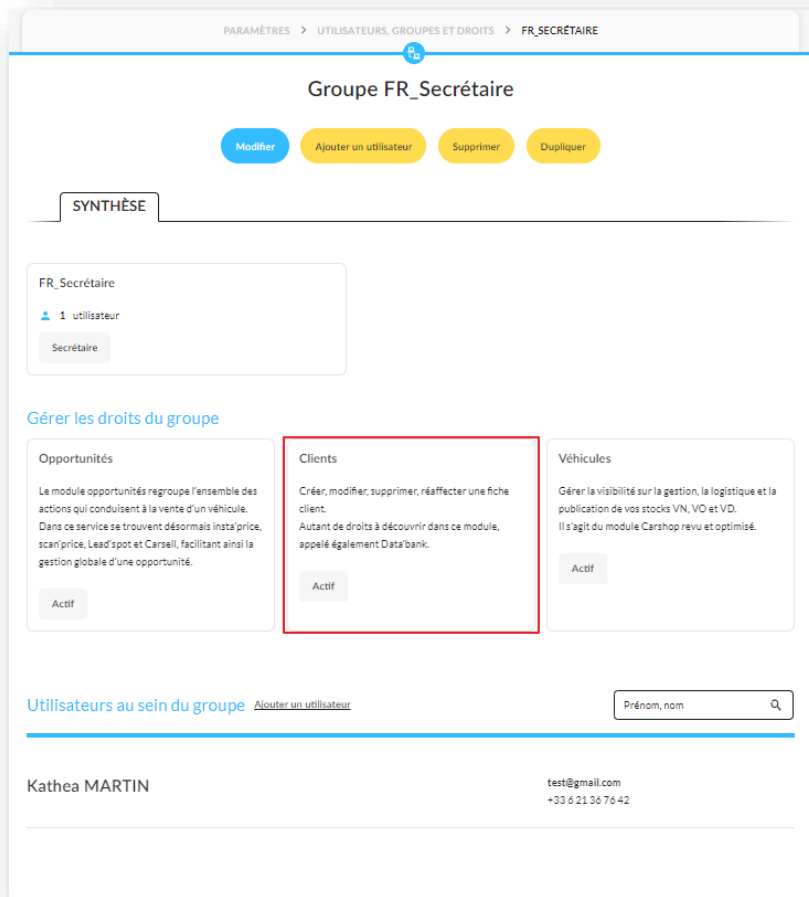 PARAMÈTRES > UTILISATEURS, GROUPES ET DROITS > FR_SECRÉTAIRE
Groupe FR_Secrétaire
Modifier Ajouter un utilisateur Supprimer Dupliquer
SYNTHÈSE
FR_Secrétaire
1 utilisateur
Secrétaire
Gérer les droits du groupe
Opportunités
Le module opportunités regroupe l'ensemble des
actions qui conduisent à la vente d'un véhicule.
Dans ce service se trouvent désormais insta'price,
scan'price, Lead'spot et Carsell, facilitant ainsi la
gestion globale d'une opportunité.
Actif
Clients
Créer, modifier, supprimer, réaffecter une fiche
client.
Autant de droits à découvrir dans ce module,
appelé également Data'bank.
Actif
Véhicules
Gérer la visibilité sur la gestion, la logistique et la
publication de vos stocks VN, VO et VD.
Il s'agit du module Carshop revu et optimisé.
Actif
Utilisateurs au sein du groupe Ajouter un utilisateur
Prénom, nom
Kathea MARTIN
test@gmail.com
+33 6 21 36 76 42